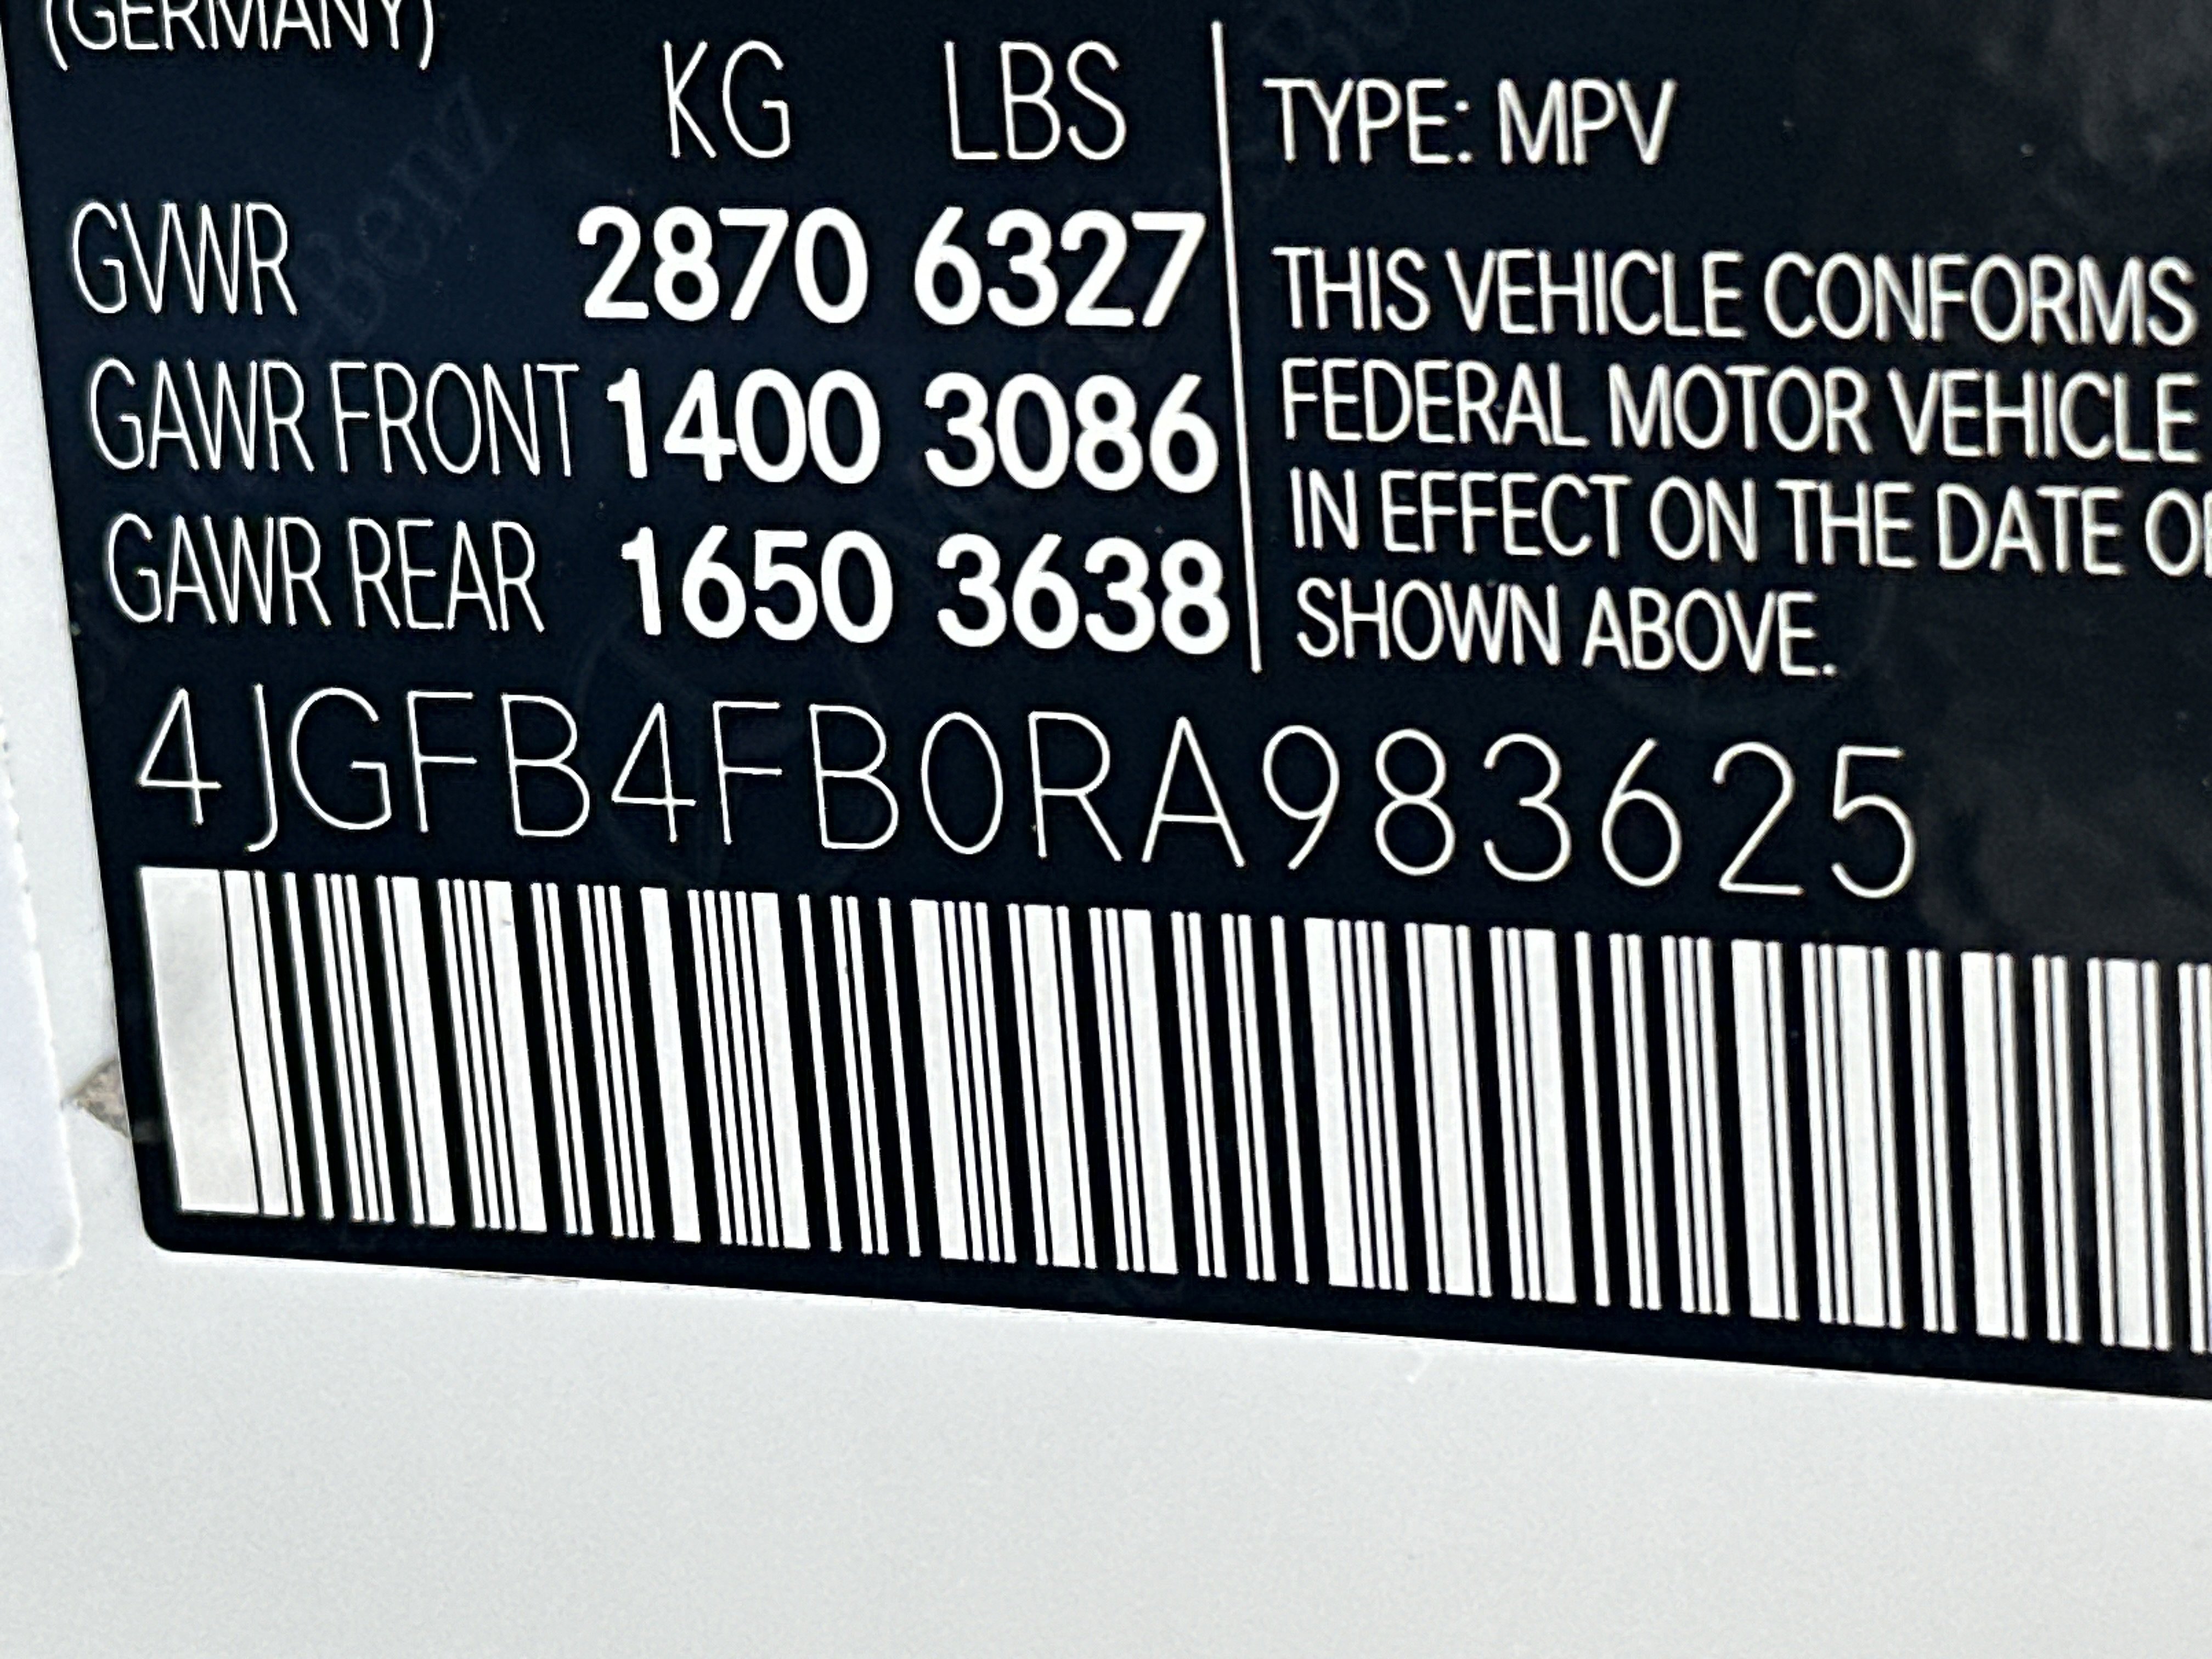 (GERMANY)
KG LBS
GVWR 2870 6327
GAWR FRONT 1400 3086
GAWR REAR 1650 3638
TYPE: MPV
THIS VEHICLE CONFORMS
FEDERAL MOTOR VEHICLE
IN EFFECT ON THE DATE
SHOWN ABOVE.
4JGFB4FB0RA983625